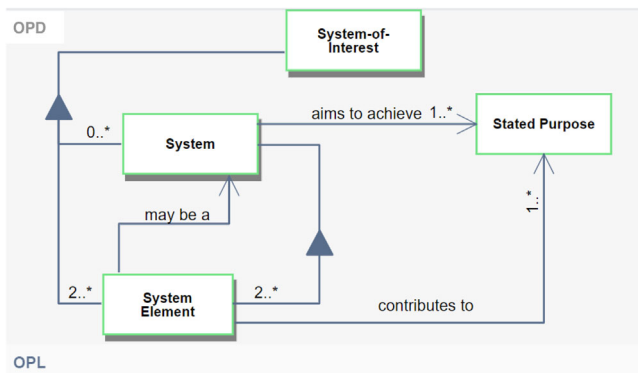 OPD
System-of-
Interest
aims to achieve 1..*
Stated Purpose
0..*
System
may be a
1..*
2..*
System
Element
2..*
contributes to
OPL